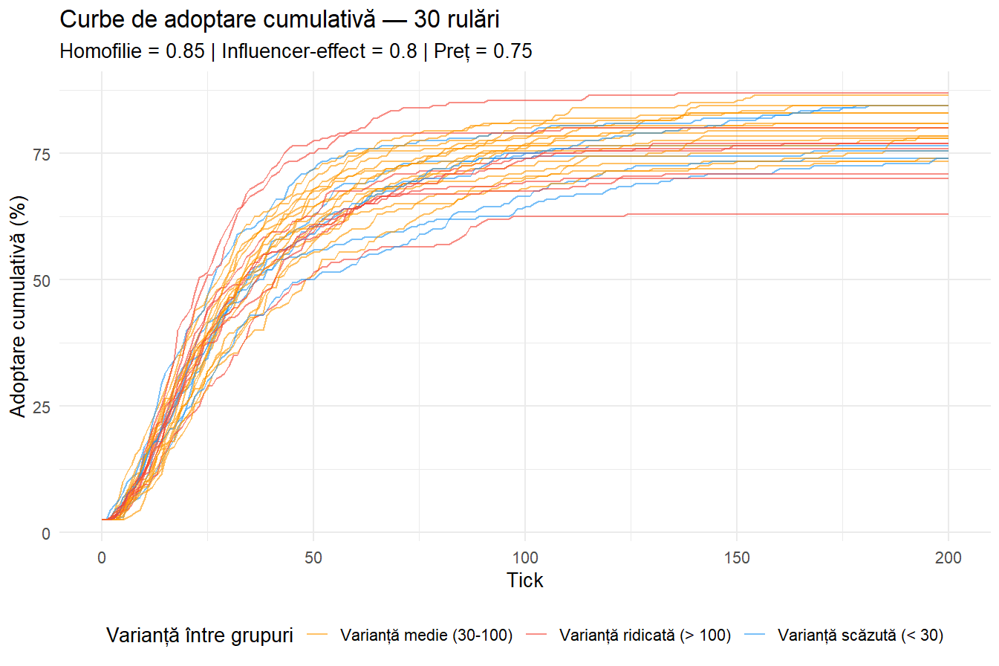 Curbe de adoptare cumulativă — 30 rulări
Homofilie = 0.85 | Influencer-effect = 0.8 | Preț = 0.75
Adoptare cumulativă (%)
75
50
25
0
0 50 100 150 200
Tick
Varianță între grupuri Varianță medie (30-100) Varianță ridicată (> 100) Varianță scăzută (< 30)